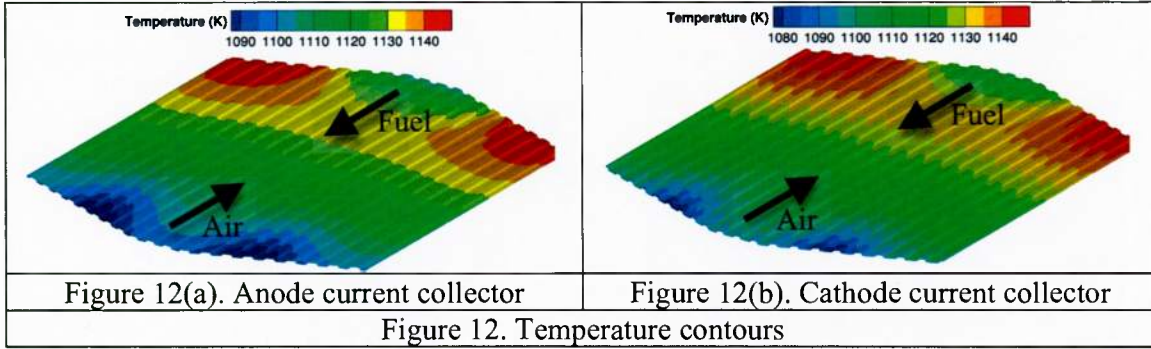 Temperature (K)
1090 1100 1110 1120 1130 1140
Fuel
Air
Temperature (K)
1080 1090 1100 1110 1120 1130 1140
Fuel
Air
Figure 12(a). Anode current collector
Figure 12(b). Cathode current collector
Figure 12. Temperature contours